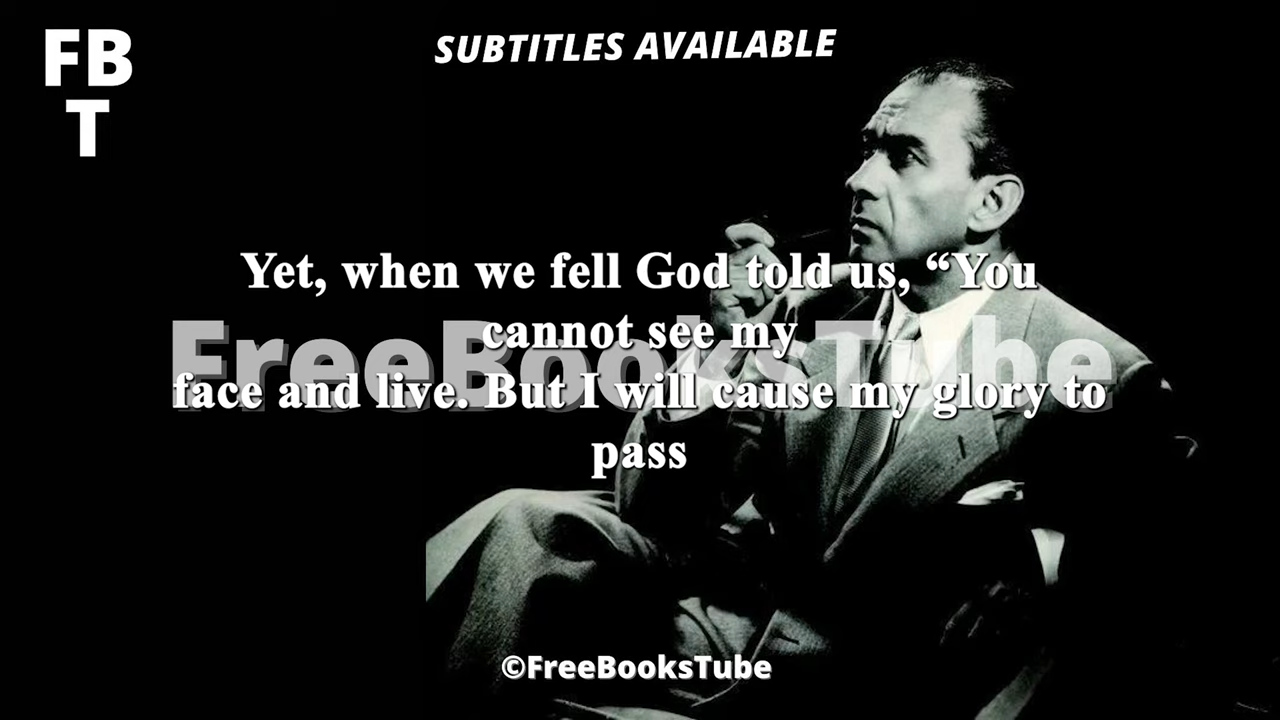 FB
T
SUBTITLES AVAILABLE
Yet, when we fell God told us, “You
cannot see my
FreeBooksTube
face and live. But I will cause my glory to
pass
©FreeBooksTube